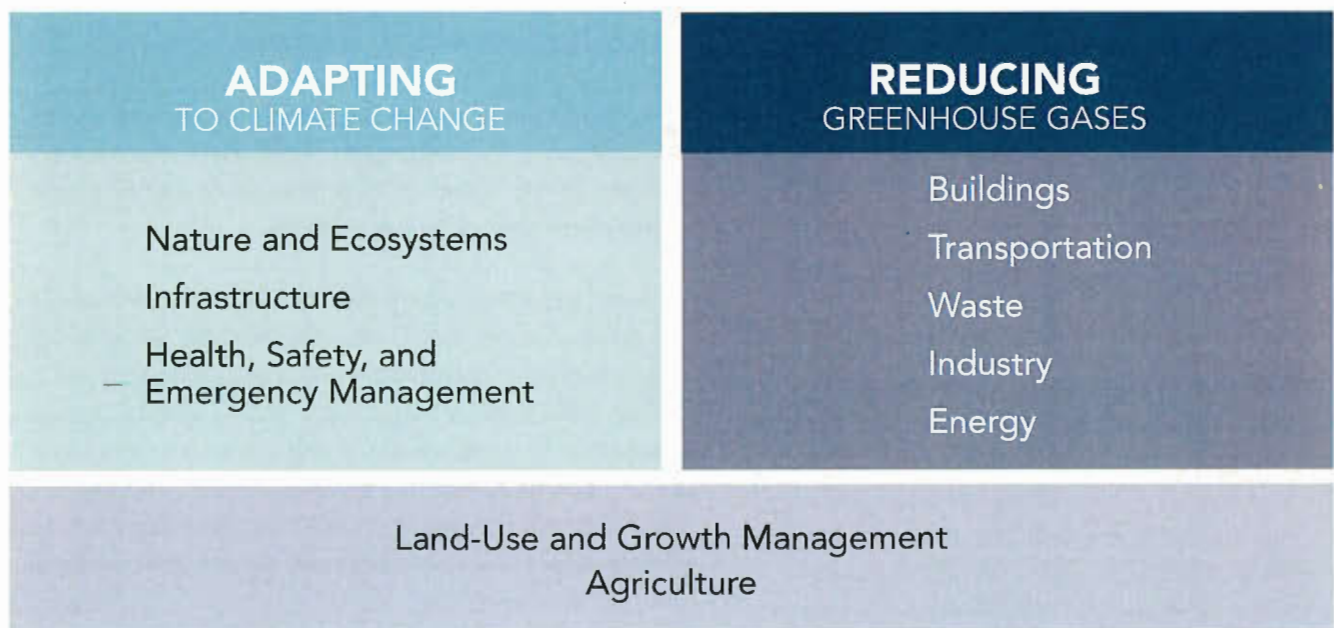 ADAPTING
TO CLIMATE CHANGE
Nature and Ecosystems
Infrastructure
Health, Safety, and
Emergency Management
REDUCING
GREENHOUSE GASES
Buildings
Transportation
Waste
Industry
Energy
Land-Use and Growth Management
Agriculture